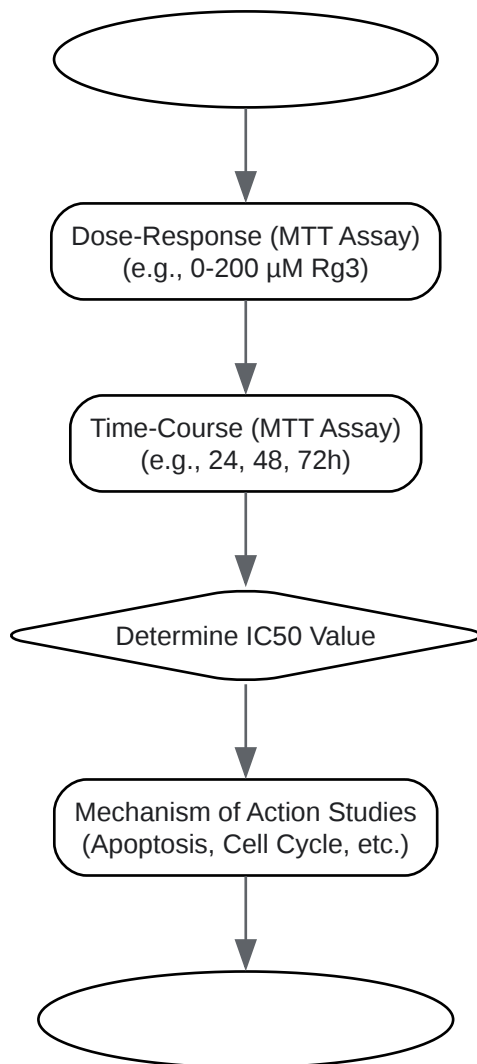 Dose-Response (MTT Assay)
(e.g., 0-200 µM Rg3)
Time-Course (MTT Assay)
(e.g., 24, 48, 72h)
Determine IC50 Value
Mechanism of Action Studies
(Apoptosis, Cell Cycle, etc.)